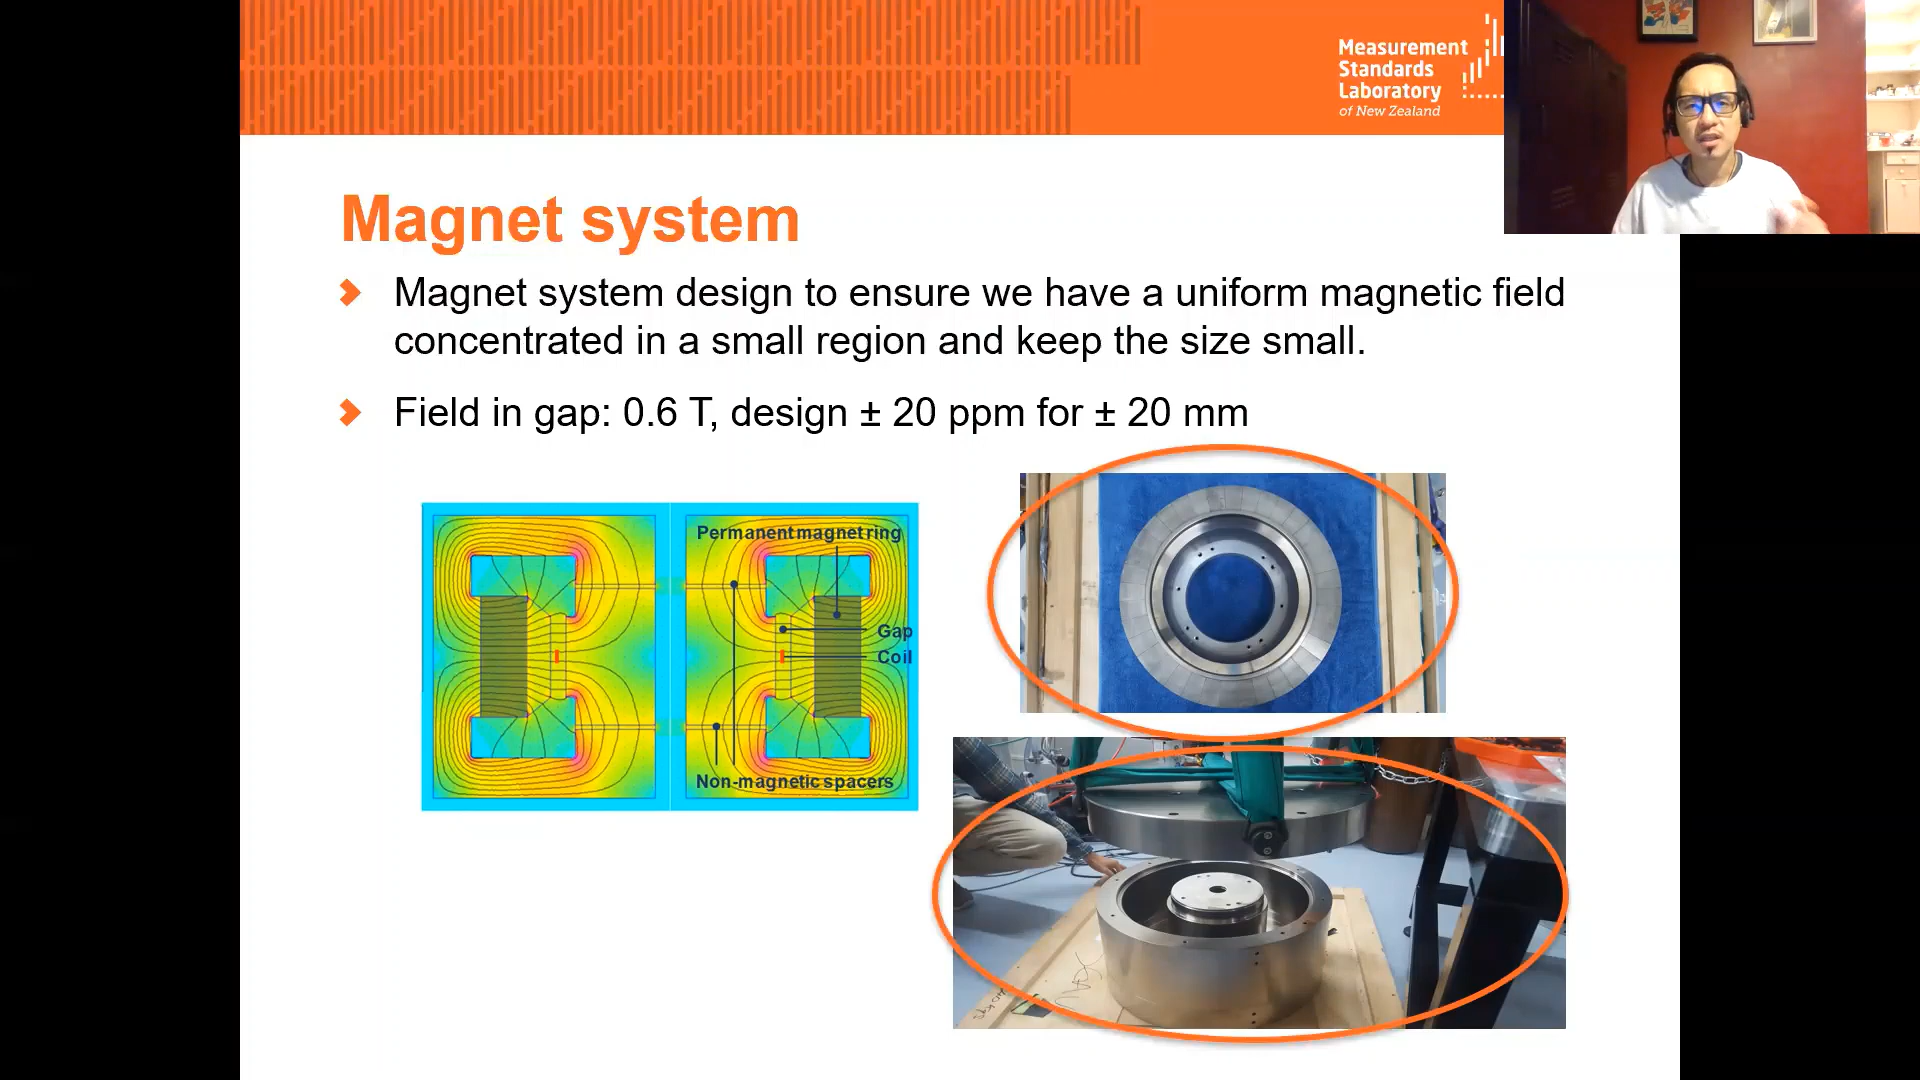 Measurement
Standards
Laboratory
of New Zealand
Magnet system
Magnet system design to ensure we have a uniform magnetic field
concentrated in a small region and keep the size small.
Field in gap: 0.6 T, design ± 20 ppm for ± 20 mm
Permanent magnet ring
Gap
Coil
Non-magnetic spacers